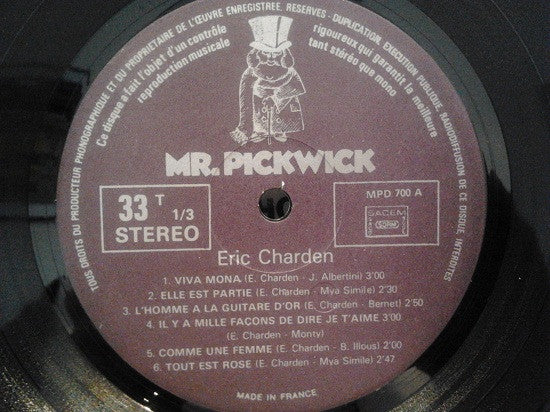 TOUS DROITS DU PRODUCTEUR PHONOGRAPHIQUE ET DU PROPRIETAIRE DE L'ŒUVRE ENREGISTREE, RESERVES - DUPLICATION, EXECUTION PUBLIQUE, RADIODIFFUSION DE CE DISQUE, INTERDITES
Ce disque a fait l'objet d'un contrôle
rigoureux qui garantit la meilleure
reproduction musicale
tant stéréo que mono
MR. PICKWICK
33 T 1/3
STEREO
MPD 700 A
SACEM
SDRM
Eric Charden
1. VIVA MONA (E. Charden - J. Albertini) 3'00
2. ELLE EST PARTIE (E. Charden - Mya Simile) 2'30
3. L'HOMME A LA GUITARE D'OR (E. Charden - Bernet) 2'50
4. IL Y A MILLE FAÇONS DE DIRE JE T'AIME 3'00
(E. Charden - Monty)
5. COMME UNE FEMME (E. Charden - B. Illous) 2'00
6. TOUT EST ROSE (E. Charden - Mya Simile) 2'47
MADE IN FRANCE